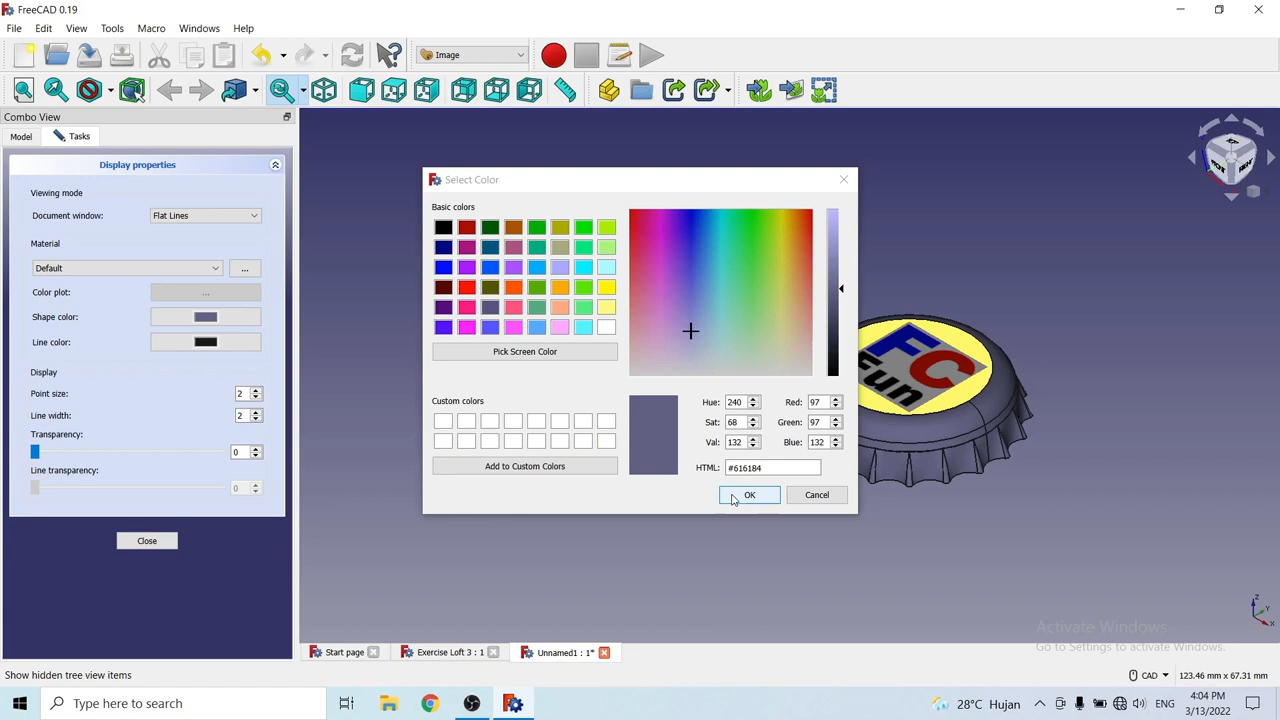 FreeCAD 0.19
File Edit View Tools Macro Windows Help
Image
Combo View
Model Tasks
Display properties
Viewing mode
Document window: Flat Lines
Material
Default ...
Color plot: ...
Shape color:
Line color:
Display
Point size: 2
Line width: 2
Transparency:
0
Line transparency:
0
Close
Select Color
Basic colors
Pick Screen Color
Custom colors
Add to Custom Colors
Hue: 240 Red: 97
Sat: 68 Green: 97
Val: 132 Blue: 132
HTML: #616184
OK Cancel
FC
Fun
Z
Y
X
Activate Windows
Go to Settings to activate Windows.
Start page Exercise Loft 3 : 1 Unnamed1 : 1*
Show hidden tree view items CAD 123.46 mm x 67.31 mm
Type here to search 28°C Hujan ENG 4:04 PM
3/13/2022